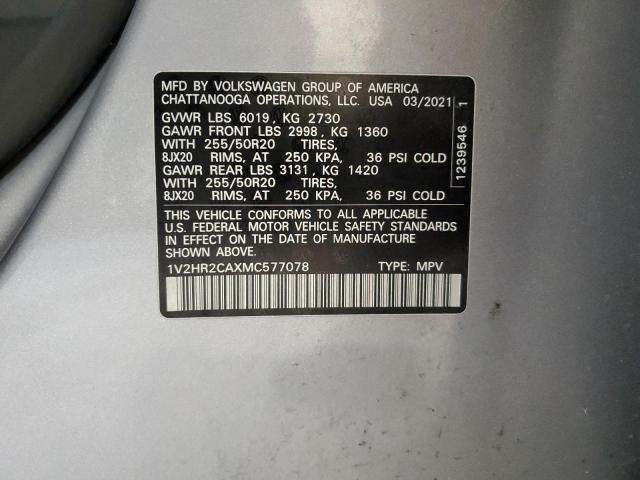 MFD BY VOLKSWAGEN GROUP OF AMERICA
CHATTANOOGA OPERATIONS, LLC. USA 03/2021
GVWR LBS 6019, KG 2730
GAWR FRONT LBS 2998, KG 1360
WITH 255/50R20 TIRES,
8JX20 RIMS, AT 250 KPA, 36 PSI COLD
GAWR REAR LBS 3131, KG 1420
WITH 255/50R20 TIRES,
8JX20 RIMS, AT 250 KPA, 36 PSI COLD
THIS VEHICLE CONFORMS TO ALL APPLICABLE
U.S. FEDERAL MOTOR VEHICLE SAFETY STANDARDS
IN EFFECT ON THE DATE OF MANUFACTURE
SHOWN ABOVE.
1V2HR2CAXMC577078 TYPE: MPV
1239546 1